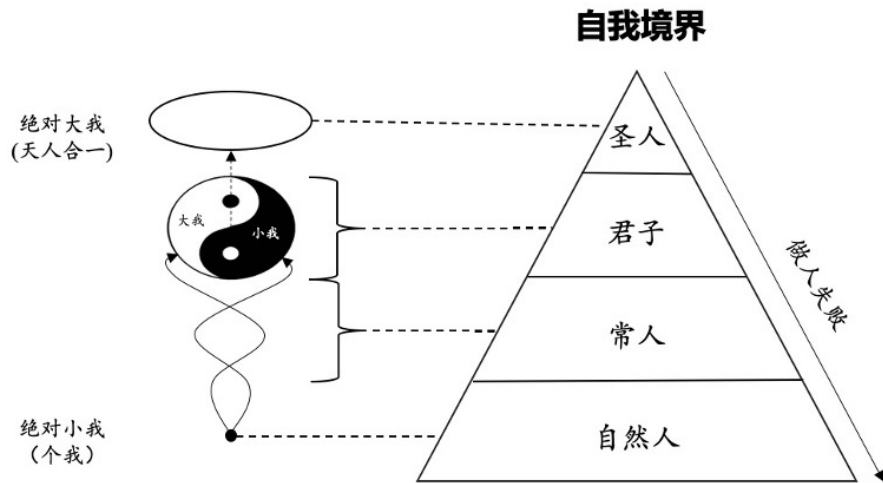 自我境界
绝对大我
(天人合一)
圣人
大我
小我
君子
做人失败
常人
绝对小我
（个我）
自然人